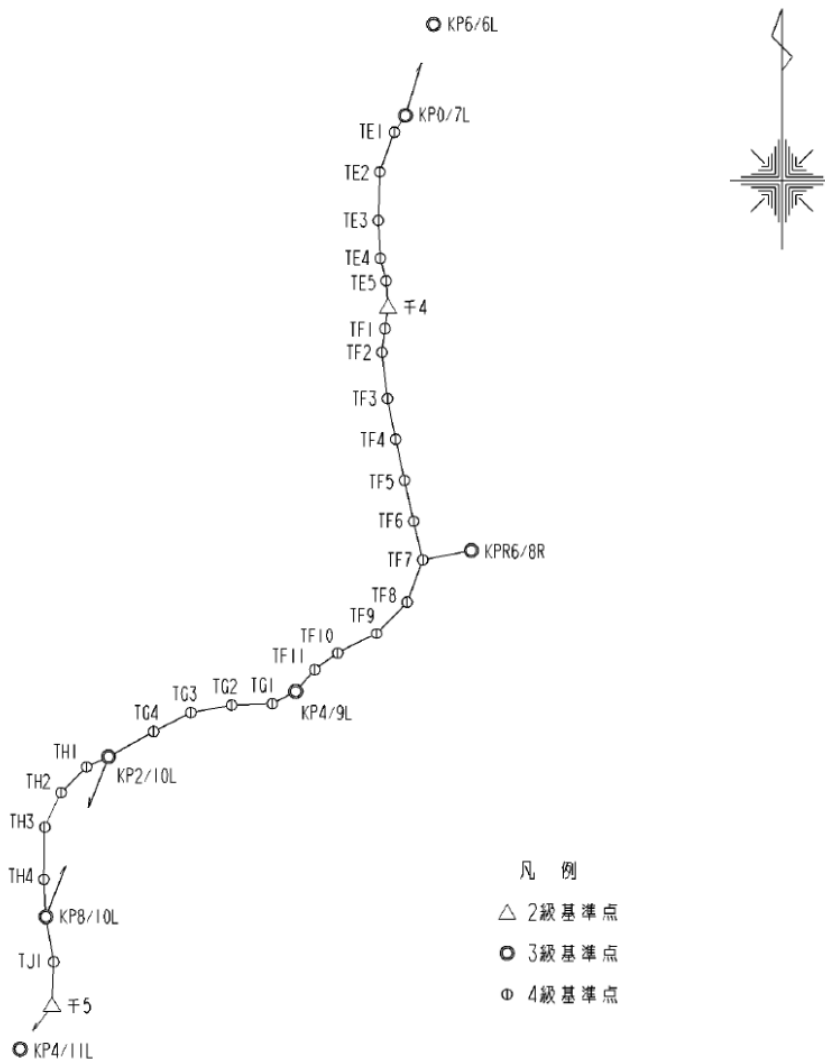 KP6/6L
KP0/7L
TE1
TE2
TE3
TE4
TE5
千4
TF1
TF2
TF3
TF4
TF5
TF6
KPR6/8R
TF7
TF8
TF9
TF10
TF11
TG1
TG2
TG3
KP4/9L
TG4
TH1
KP2/10L
TH2
TH3
TH4
KP8/10L
TJ1
千5
KP4/11L
凡 例
2級基準点
3級基準点
4級基準点